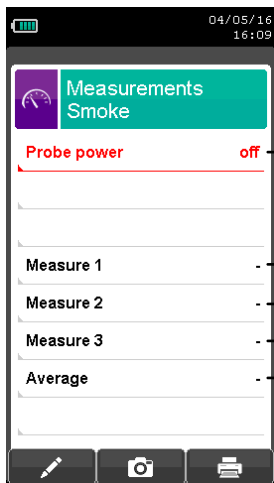 04/05/16
16:09
Measurements
Smoke
Probe power off
Measure 1 -
Measure 2 -
Measure 3 -
Average -